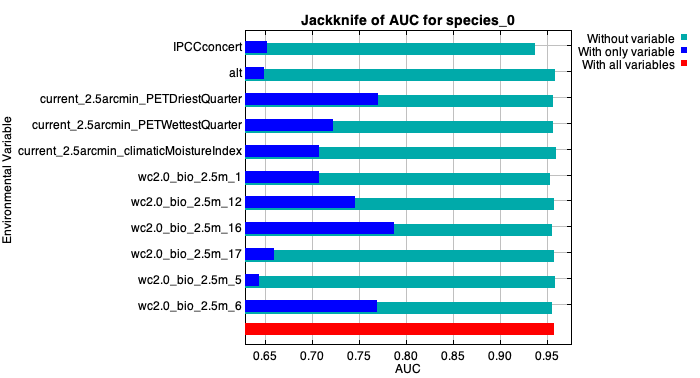 Jackknife of AUC for species_0
Without variable
With only variable
With all variables
Environmental Variable
IPCCconcert
alt
current_2.5arcmin_PETDriestQuarter
current_2.5arcmin_PETWettestQuarter
current_2.5arcmin_climaticMoistureIndex
wc2.0_bio_2.5m_1
wc2.0_bio_2.5m_12
wc2.0_bio_2.5m_16
wc2.0_bio_2.5m_17
wc2.0_bio_2.5m_5
wc2.0_bio_2.5m_6
0.65 0.70 0.75 0.80 0.85 0.90 0.95
AUC